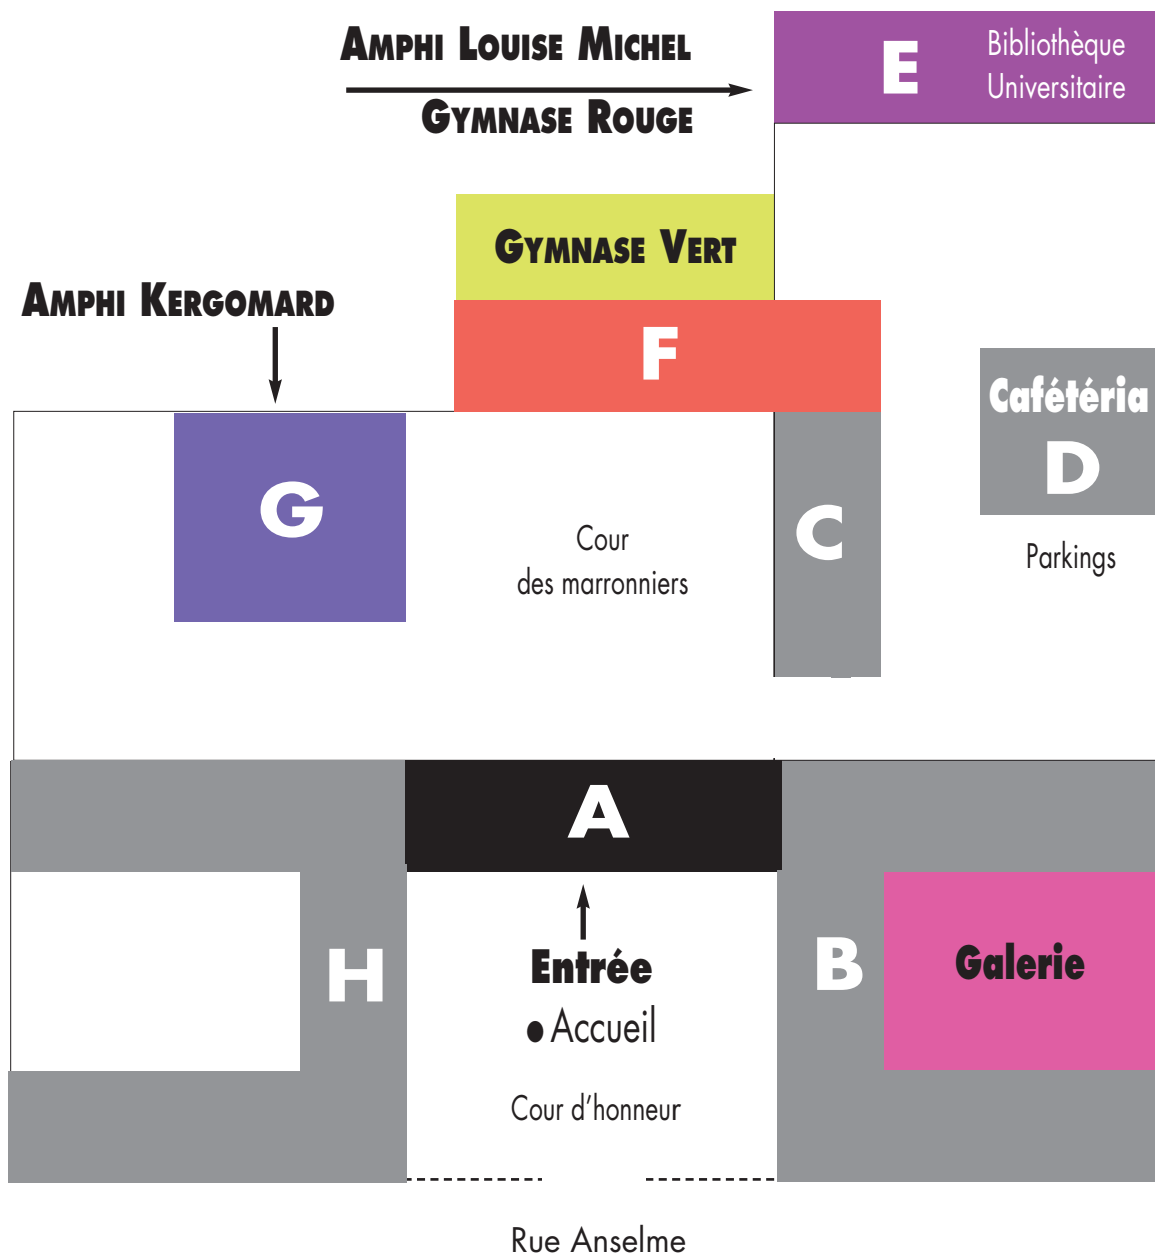 AMPHI LOUISE MICHEL
GYMNASE ROUGE
E
Bibliothèque
Universitaire
GYMNASE VERT
AMPHI KERGOMARD
F
Cafétéria
D
G
C
Cour
des marronniers
Parkings
A
H
Entrée
• Accueil
B
Galerie
Cour d’honneur
Rue Anselme